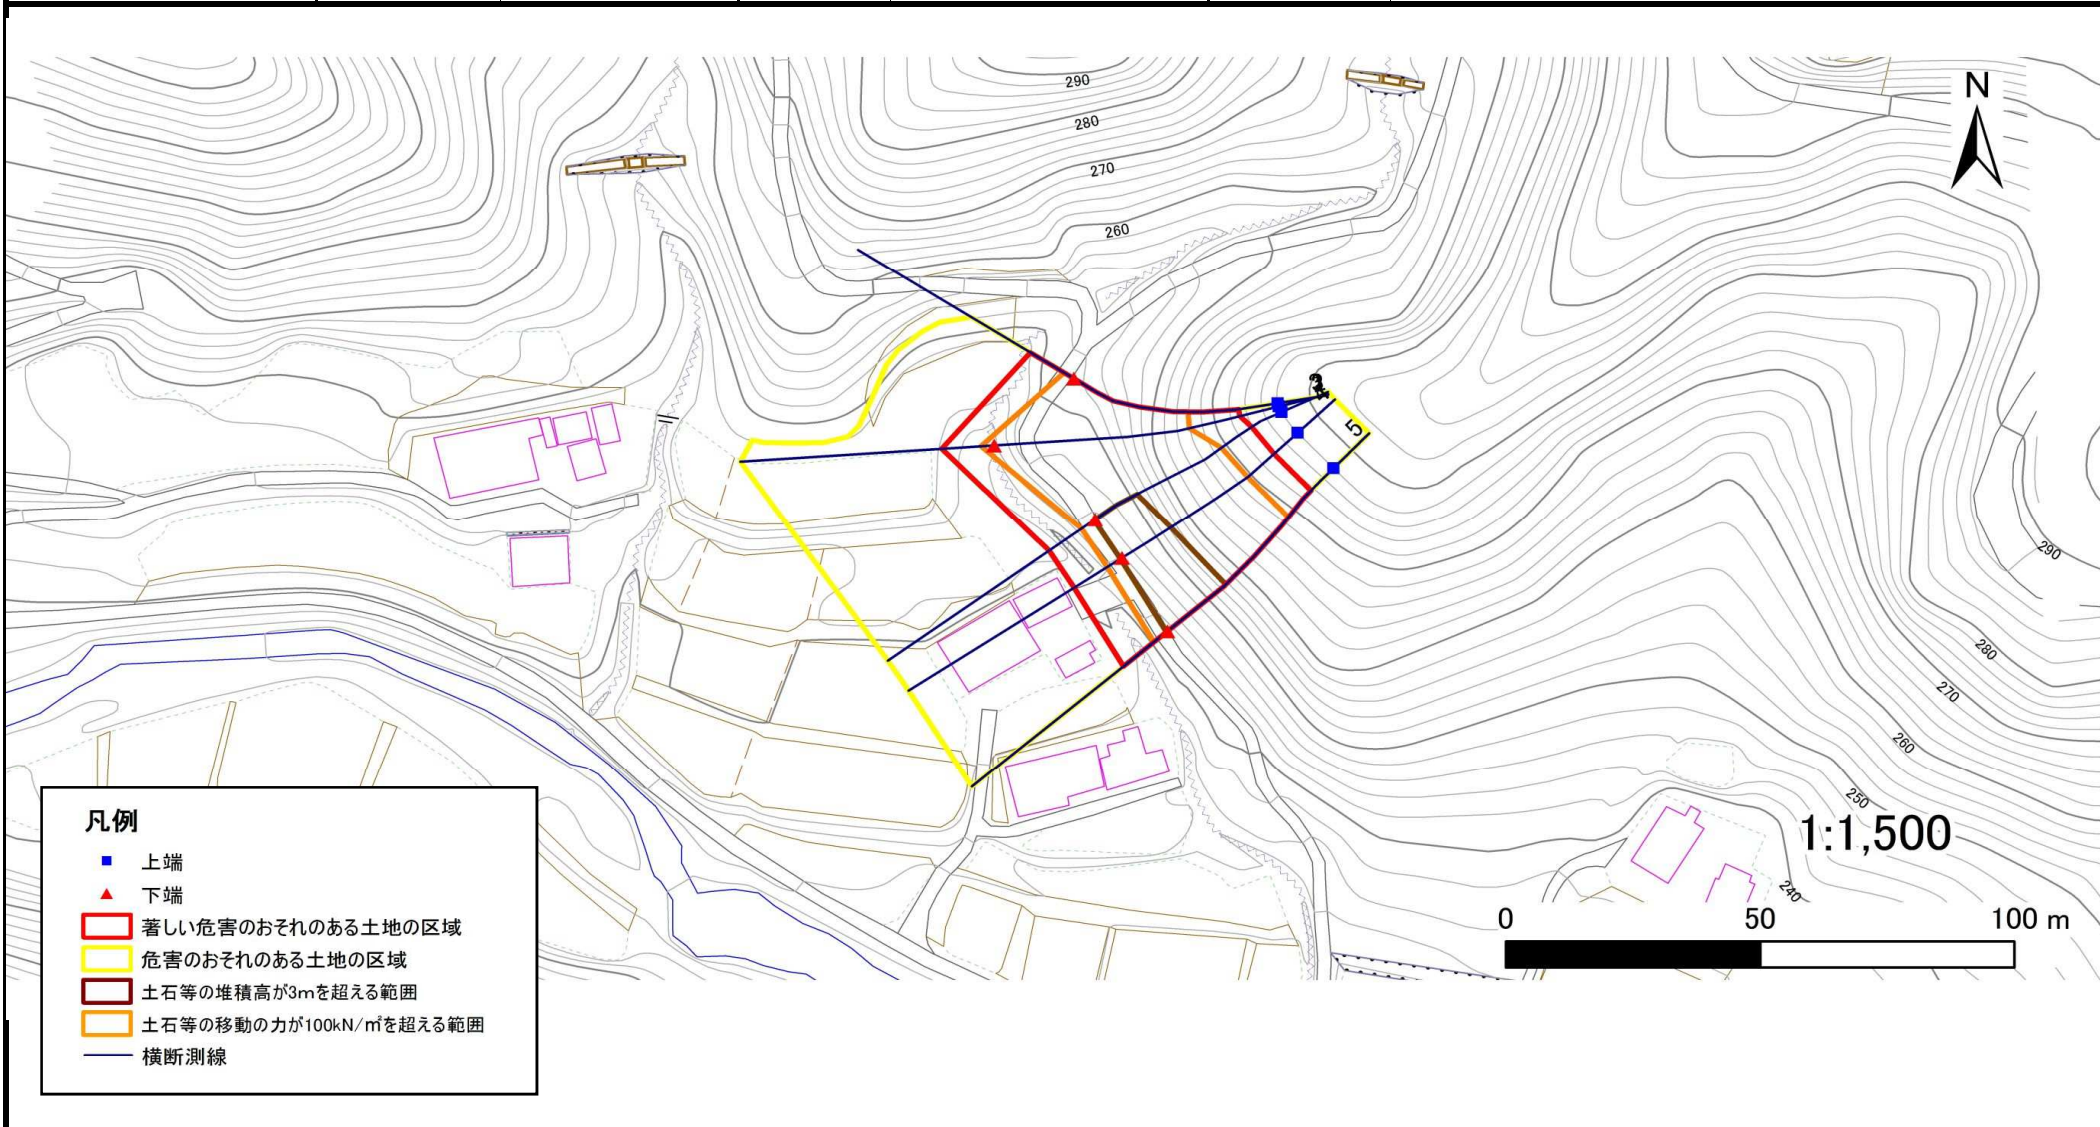 290
280
270
260
N
5
290
280
270
260
250
240
1:1,500
0 50 100 m
凡例
上端
下端
著しい危害のおそれのある土地の区域
危害のおそれのある土地の区域
土石等の堆積高が3mを超える範囲
土石等の移動の力が100kN/㎡を超える範囲
横断測線